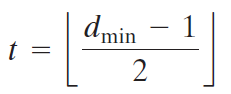 t = ⌊(d_min − 1) / 2⌋